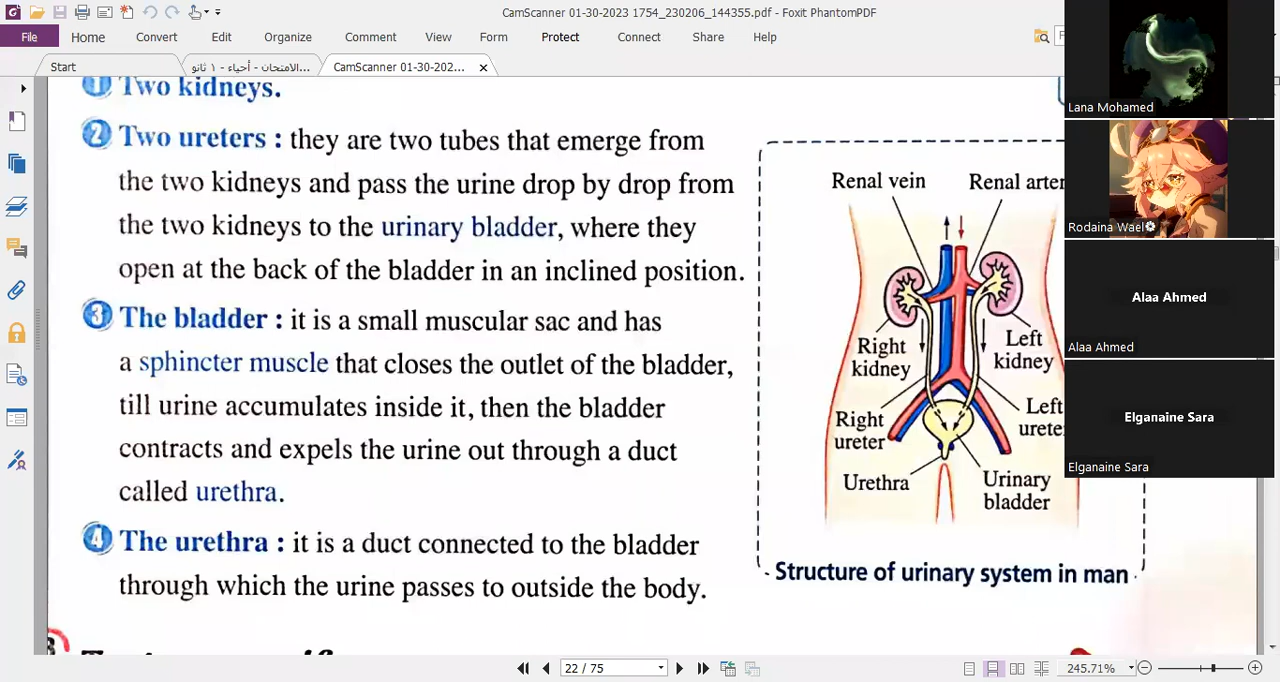 CamScanner 01-30-2023 1754_230206_144355.pdf - Foxit PhantomPDF
File Home Convert Edit Organize Comment View Form Protect Connect Share Help
Start
الامتحان - أحياء - ١ ثانو...
CamScanner 01-30-202...
1 Two kidneys.
2 Two ureters : they are two tubes that emerge from
the two kidneys and pass the urine drop by drop from
the two kidneys to the urinary bladder, where they
open at the back of the bladder in an inclined position.
3 The bladder : it is a small muscular sac and has
a sphincter muscle that closes the outlet of the bladder,
till urine accumulates inside it, then the bladder
contracts and expels the urine out through a duct
called urethra.
4 The urethra : it is a duct connected to the bladder
through which the urine passes to outside the body.
Renal vein
Renal arter
Right
kidney
Left
kidney
Right
ureter
Left
urete
Urethra
Urinary
bladder
Structure of urinary system in man
Lana Mohamed
Rodaina Wael
Alaa Ahmed
Alaa Ahmed
Elganaine Sara
Elganaine Sara
22 / 75
245.71%